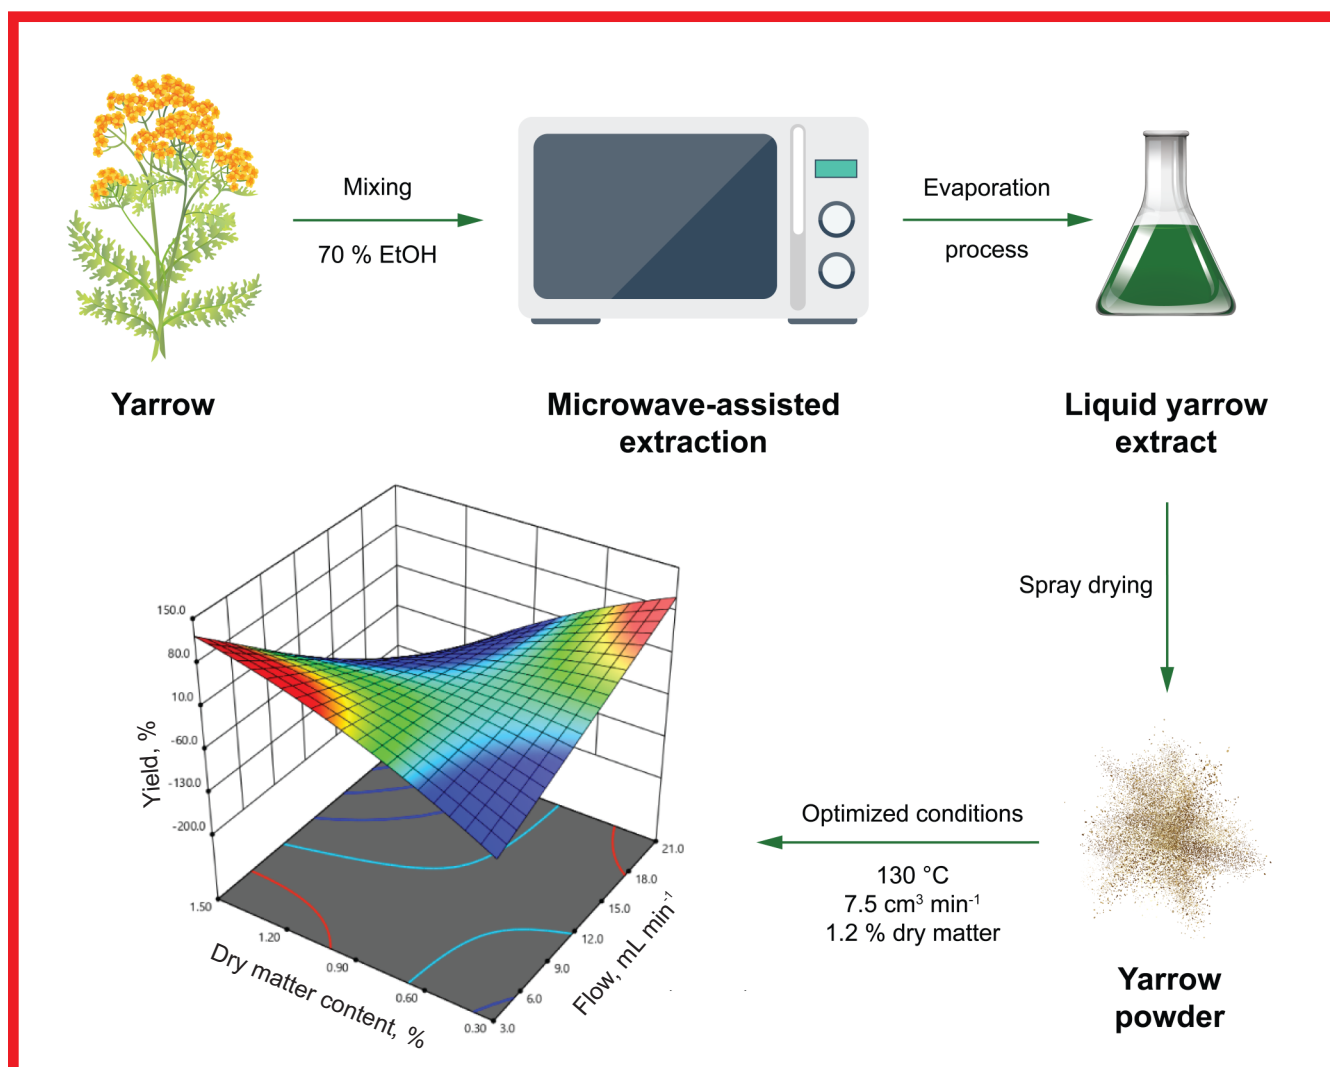 Mixing
70 % EtOH
Evaporation
process
Yarrow
Microwave-assisted
extraction
Liquid yarrow
extract
Spray drying
Optimized conditions
130 °C
7.5 cm³ min⁻¹
1.2 % dry matter
Yarrow
powder
150.0
80.0
10.0
-60.0
-130.0
-200.0
Yield, %
1.50
1.20
0.90
0.60
0.30
Dry matter content, %
3.0
6.0
9.0
12.0
15.0
18.0
21.0
Flow, mL min⁻¹